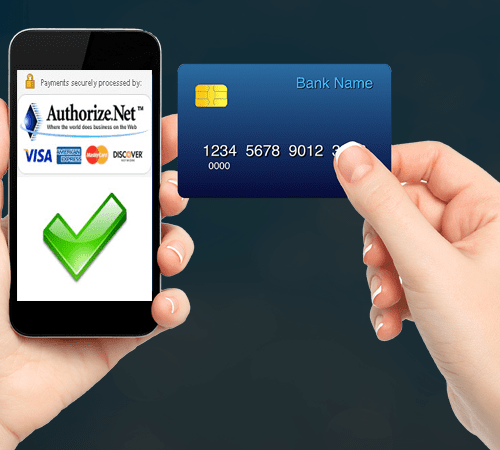 Payments securely processed by:
Authorize.Net™
Where the world does business on the Web
VISA
AMERICAN EXPRESS
MasterCard
DISCOVER
Bank Name
1234 5678 9012 3
0000